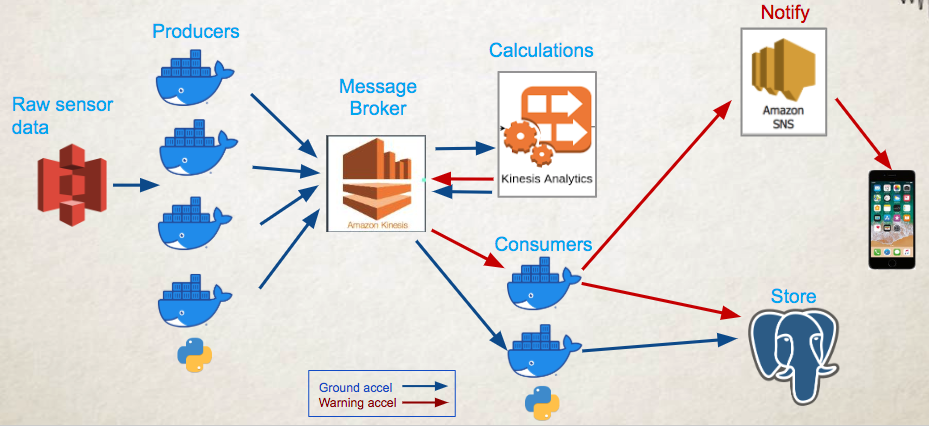 Notify
Producers
Calculations
Message
Broker
Raw sensor
data
Amazon
SNS
Kinesis Analytics
Amazon Kinesis
Consumers
Store
Ground accel
Warning accel